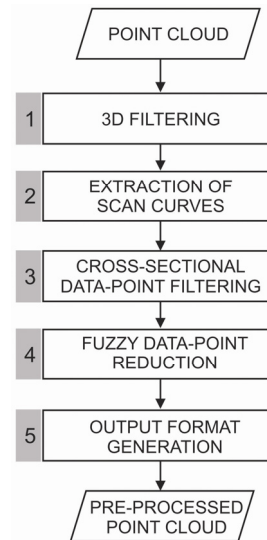 POINT CLOUD
1
3D FILTERING
2
EXTRACTION OF
SCAN CURVES
3
CROSS-SECTIONAL
DATA-POINT FILTERING
4
FUZZY DATA-POINT
REDUCTION
5
OUTPUT FORMAT
GENERATION
PRE-PROCESSED
POINT CLOUD